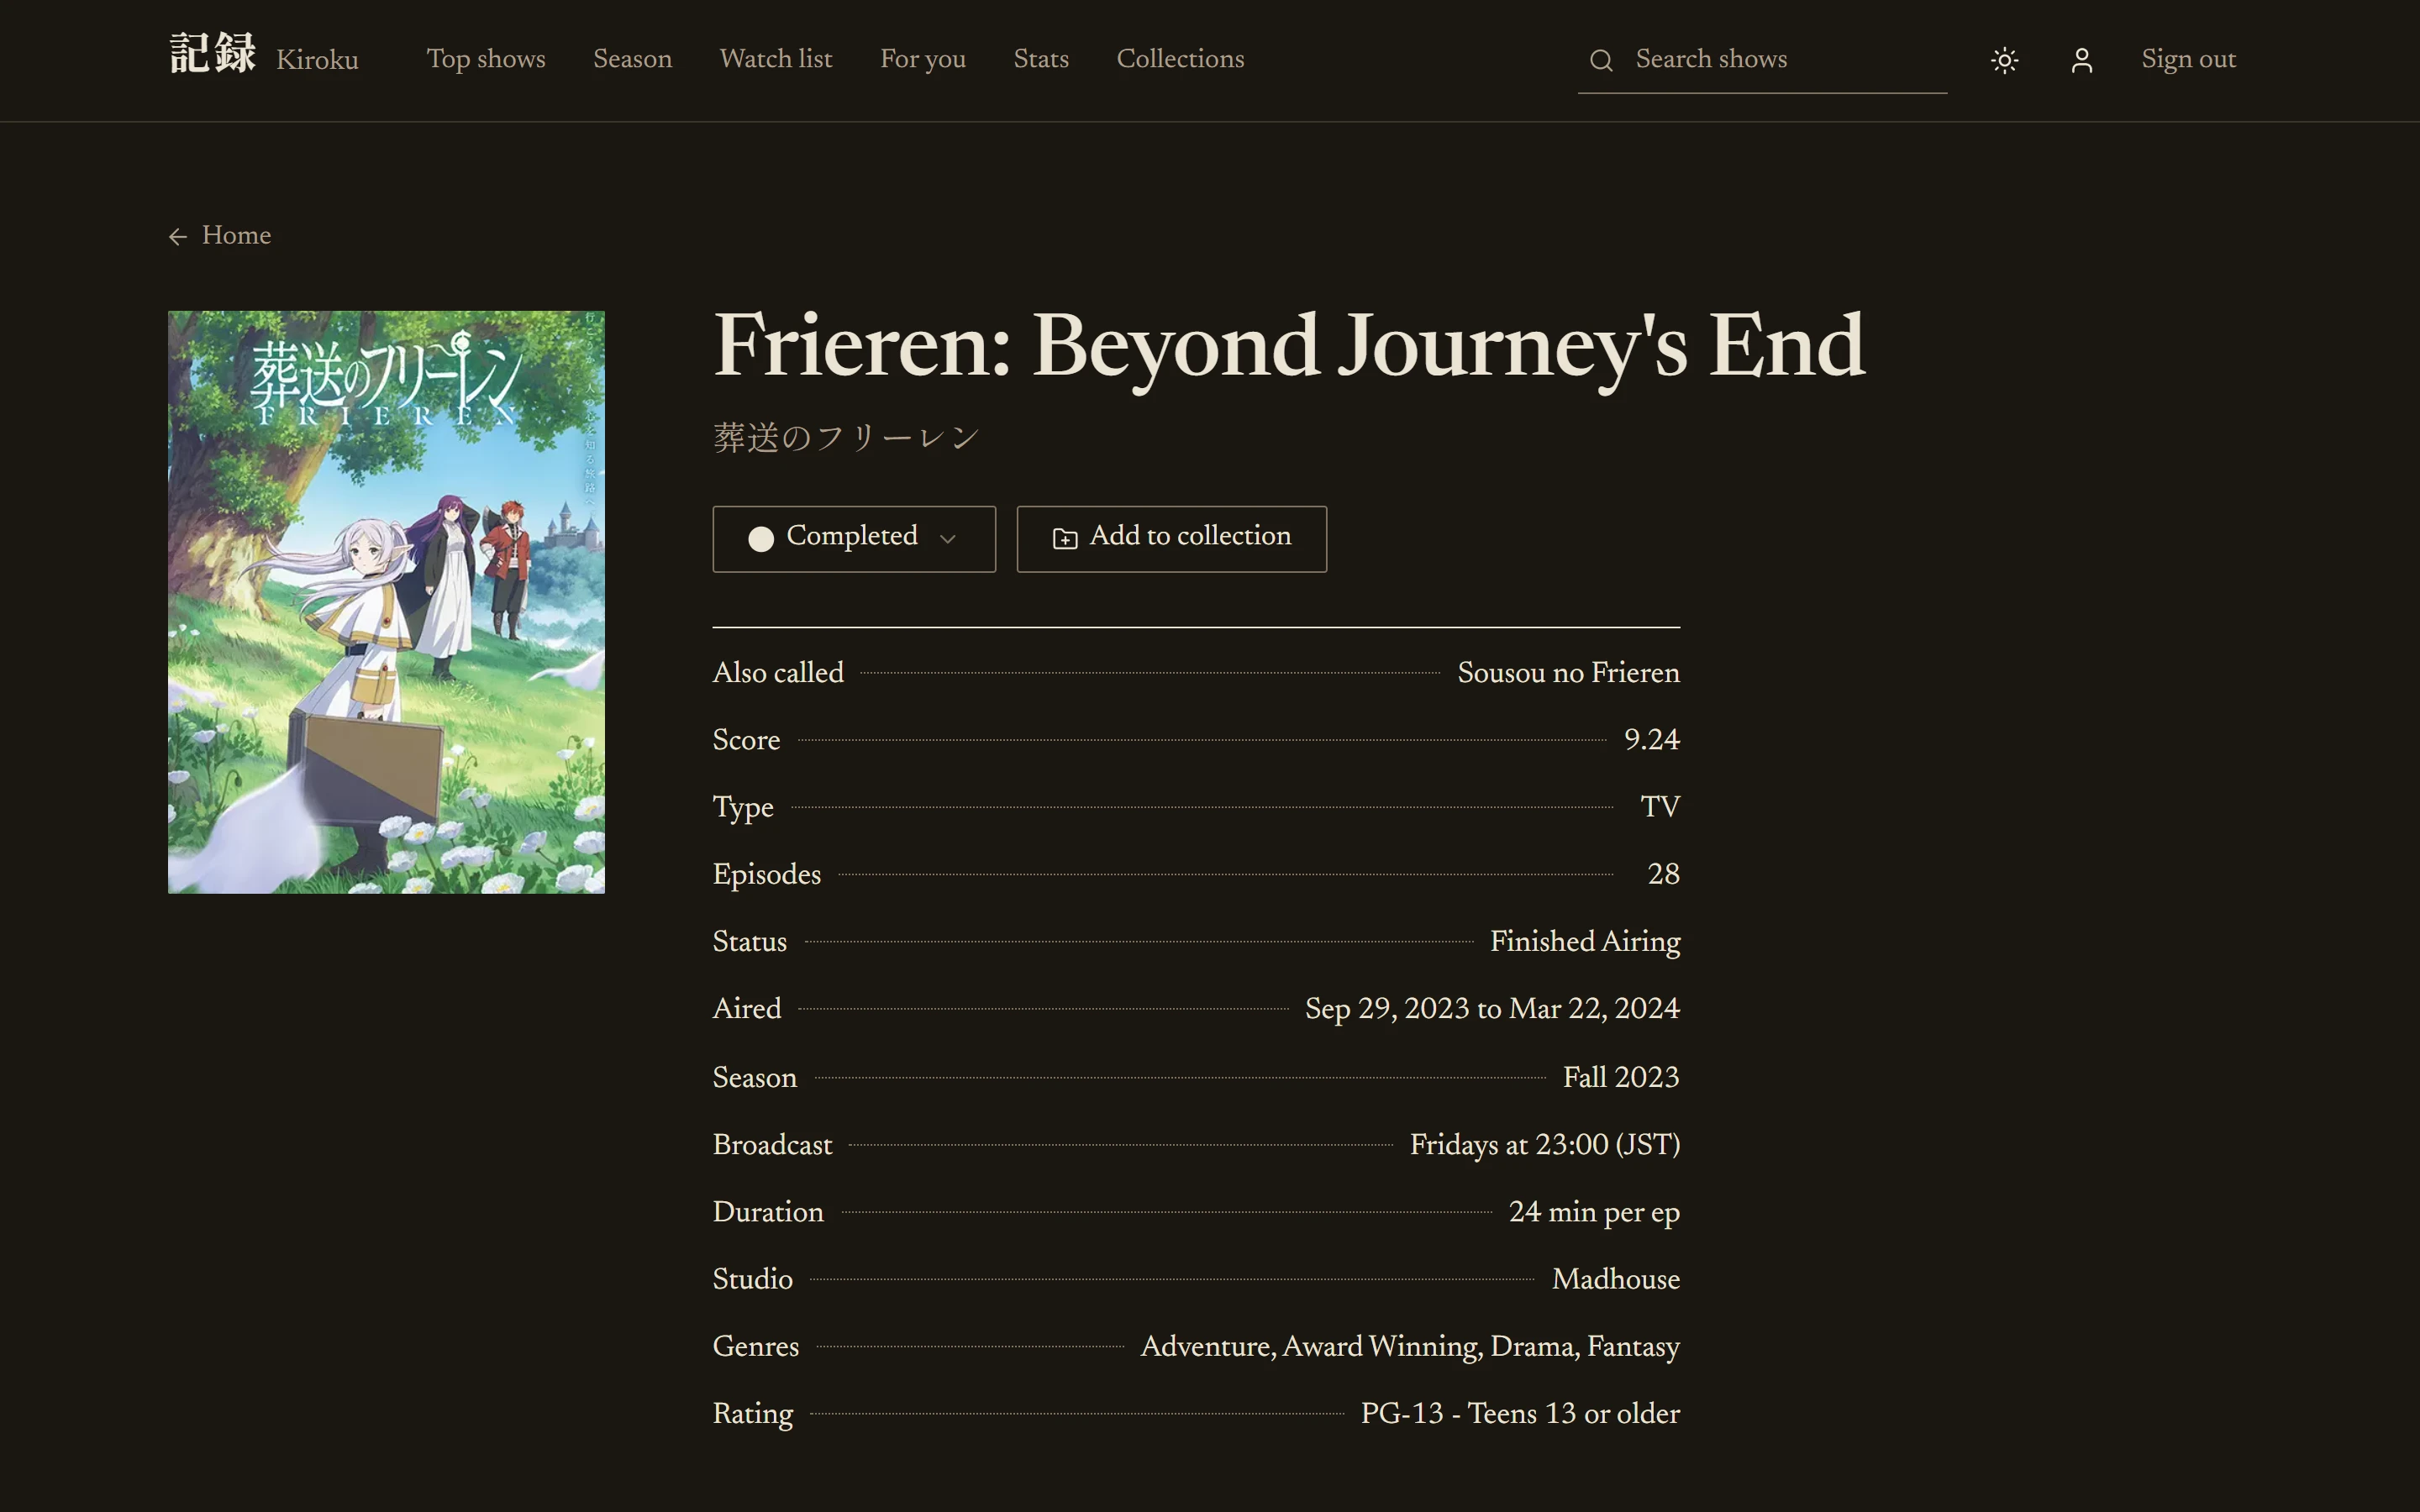 記録 Kiroku Top shows Season Watch list For you Stats Collections Search shows Sign out
Home
葬送のフリーレン
FRIEREN
Frieren: Beyond Journey's End
葬送のフリーレン
Completed Add to collection
Also called Sousou no Frieren
Score 9.24
Type TV
Episodes 28
Status Finished Airing
Aired Sep 29, 2023 to Mar 22, 2024
Season Fall 2023
Broadcast Fridays at 23:00 (JST)
Duration 24 min per ep
Studio Madhouse
Genres Adventure, Award Winning, Drama, Fantasy
Rating PG-13 - Teens 13 or older